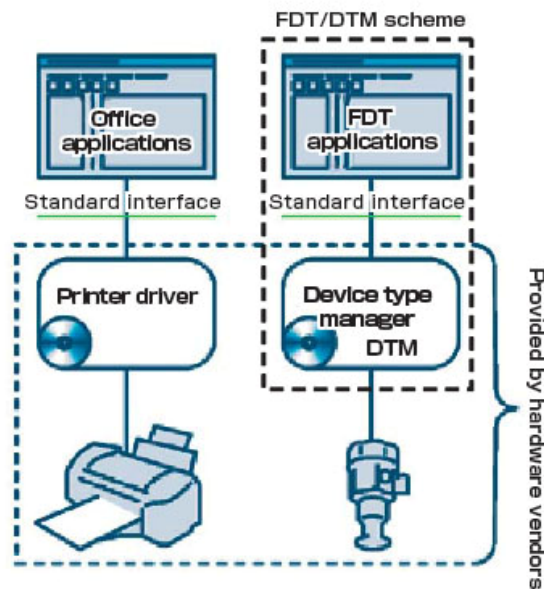 FDT/DTM scheme
Office
applications
FDT
applications
Standard interface
Standard interface
Printer driver
Device type
manager
DTM
Provided by hardware vendors